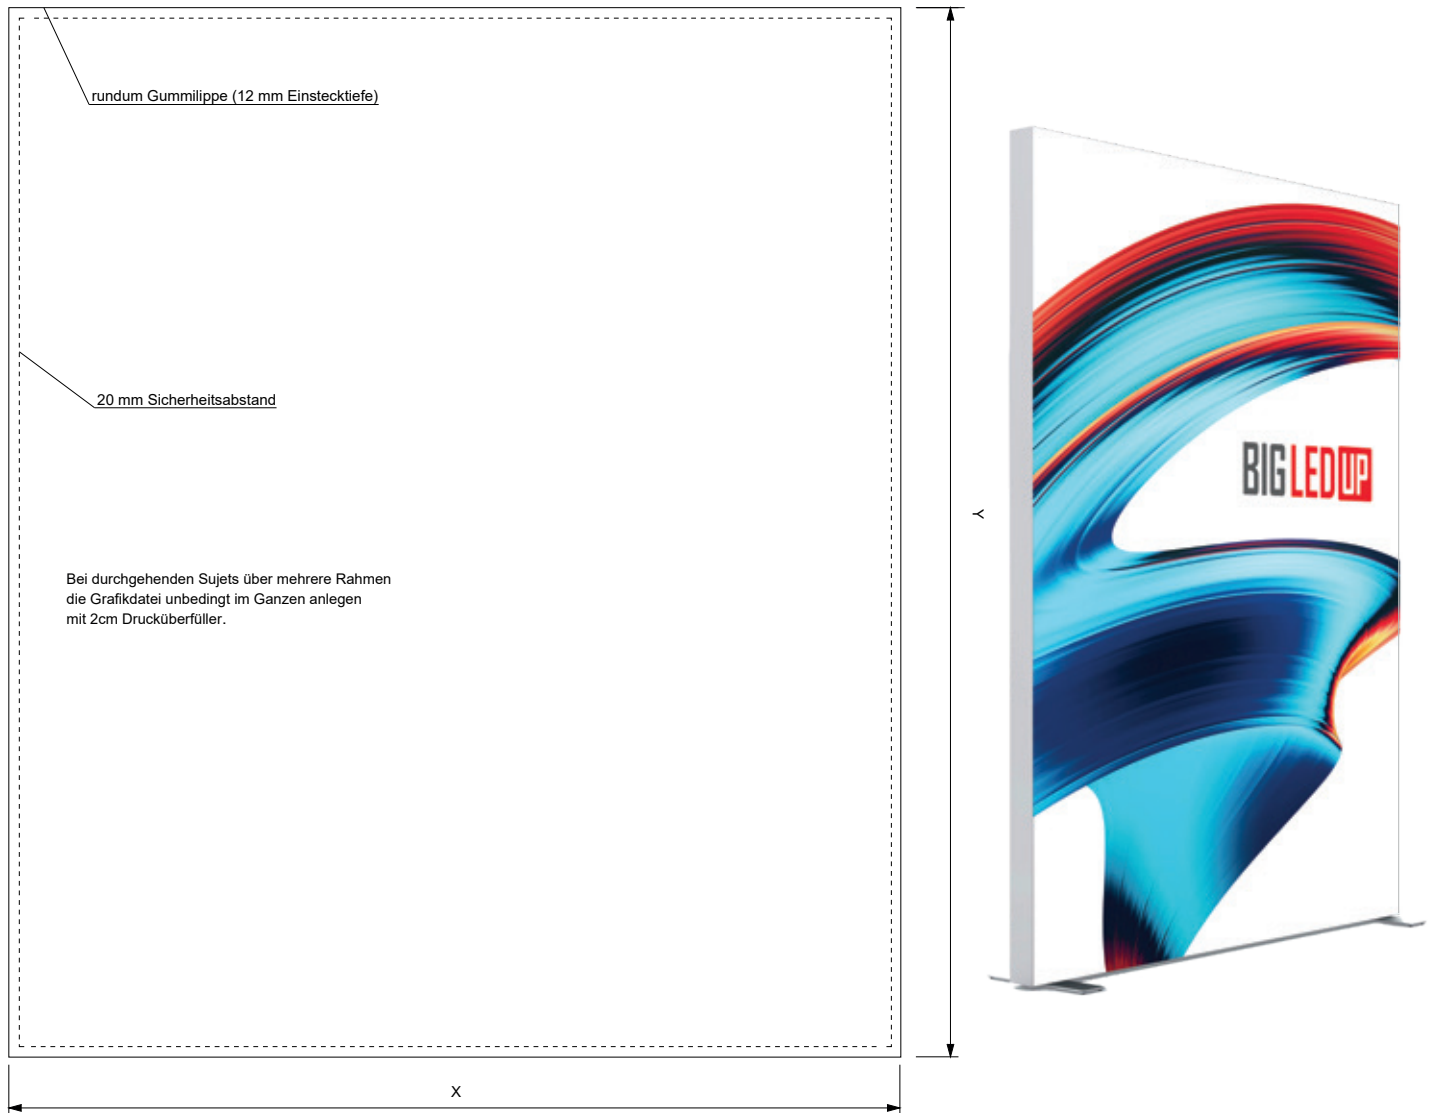 rundum Gummilippe (12 mm Einstecktiefe)
20 mm Sicherheitsabstand
Bei durchgehenden Sujets über mehrere Rahmen
die Grafikdatei unbedingt im Ganzen anlegen
mit 2cm Drucküberfüller.
X
Y
BIG LED UP